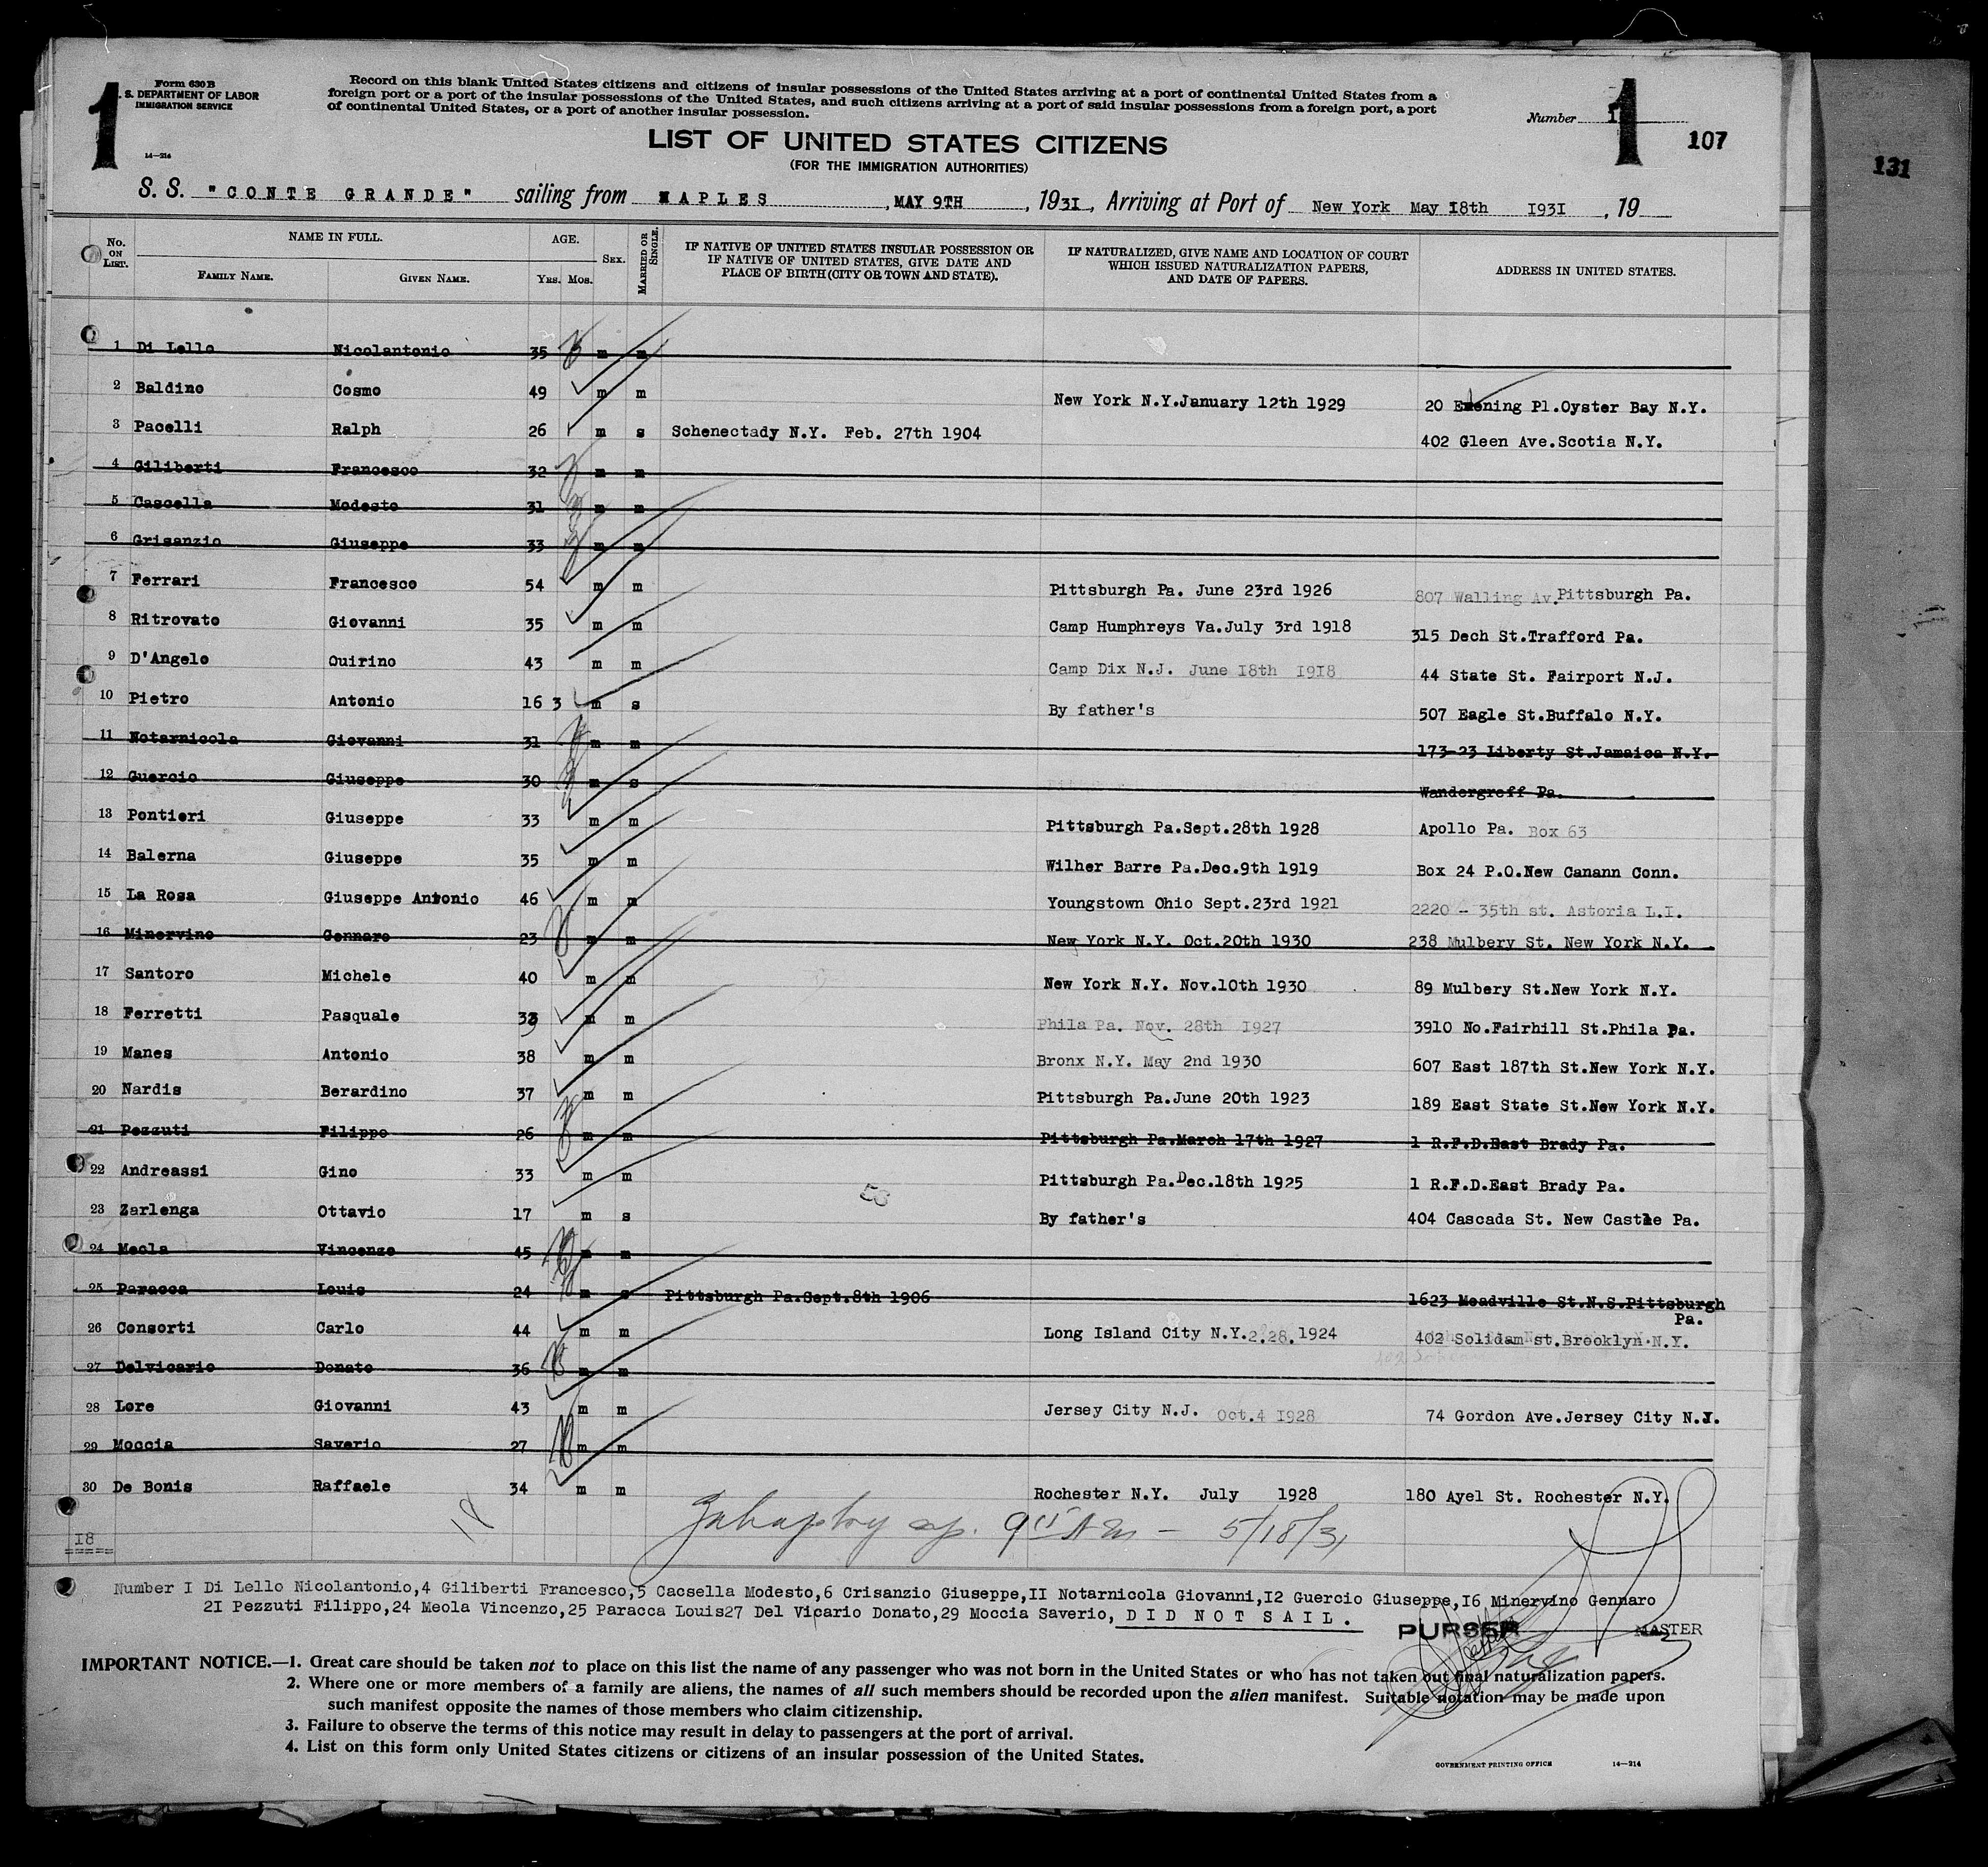 1
Form 630B
S. DEPARTMENT OF LABOR
IMMIGRATION SERVICE
14—214
Record on this blank United States citizens and citizens of insular possessions of the United States arriving at a port of continental United States from a
foreign port or a port of the insular possessions of the United States, and such citizens arriving at a port of said insular possessions from a foreign port, a port
of continental United States, or a port of another insular possession.
Number 1
1
107
131
LIST OF UNITED STATES CITIZENS
(FOR THE IMMIGRATION AUTHORITIES)
S. S. "CONTE GRANDE" sailing from NAPLES, MAY 9TH, 1931, Arriving at Port of New York May 18th I93I, 19
No. ON LIST. NAME IN FULL. FAMILY NAME. GIVEN NAME. AGE. YRS. MOS. SEX. MARRIED OR SINGLE. IF NATIVE OF UNITED STATES INSULAR POSSESSION OR IF NATIVE OF UNITED STATES, GIVE DATE AND PLACE OF BIRTH (CITY OR TOWN AND STATE). IF NATURALIZED, GIVE NAME AND LOCATION OF COURT WHICH ISSUED NATURALIZATION PAPERS, AND DATE OF PAPERS. ADDRESS IN UNITED STATES.
1 Di Lello Nicolantonio 35 m m
2 Baldino Cosmo 49 m m New York N.Y.January 12th 1929 20 Evening Pl.Oyster Bay N.Y.
3 Pacelli Ralph 26 m s Schenectady N.Y. Feb. 27th 1904 402 Gleen Ave.Scotia N.Y.
4 Giliberti Francesco 32 m m
5 Cascella Modesto 31 m m
6 Grisanzio Giuseppe 33 m m
7 Ferrari Francesco 54 m m Pittsburgh Pa. June 23rd 1926 807 Walling Av.Pittsburgh Pa.
8 Ritrovato Giovanni 35 m m Camp Humphreys Va.July 3rd 1918 315 Dech St.Trafford Pa.
9 D'Angelo Quirino 43 m m Camp Dix N.J. June I8th I9I8 44 State St. Fairport N.J.
10 Pietro Antonio 16 3 m s By father's 507 Eagle St.Buffalo N.Y.
11 Notarnicola Giovanni 31 m m 173-23 Liberty St.Jamaica N.Y.
12 Guercio Giuseppe 30 m s Wandergreff Pa.
13 Pontieri Giuseppe 33 m m Pittsburgh Pa.Sept.28th 1928 Apollo Pa. Box 63
14 Balerna Giuseppe 35 m m Wilher Barre Pa.Dec.9th 1919 Box 24 P.O.New Canann Conn.
15 La Rosa Giuseppe Antonio 46 m m Youngstown Ohio Sept.23rd 1921 2220 - 35th st. Astoria L.I.
16 Minervino Gennaro 23 m m New York N.Y. Oct.20th 1930 238 Mulbery St. New York N.Y.
17 Santoro Michele 40 m m New York N.Y. Nov.10th 1930 89 Mulbery St.New York N.Y.
18 Ferretti Pasquale 33 m m Phila Pa. Nov. 28th I927 3910 No.Fairhill St.Phila Pa.
19 Manes Antonio 38 m m Bronx N.Y. May 2nd 1930 607 East 187th St.New York N.Y.
20 Nardis Berardino 37 m m Pittsburgh Pa.June 20th 1923 189 East State St.New York N.Y.
21 Pezzuti Filippo 26 m m Pittsburgh Pa.March 17th 1927 1 R.F.D.East Brady Pa.
22 Andreassi Gino 33 m m Pittsburgh Pa.Dec.18th 1925 1 R.F.D.East Brady Pa.
23 Zarlenga Ottavio 17 m s By father's 404 Cascada St. New Castle Pa.
24 Meola Vincenzo 45 m m
25 Paracca Louis 24 m s Pittsburgh Pa.Sept.8th 1906 1623 Meadville St.N.S.Pittsburgh Pa.
26 Consorti Carlo 44 m m Long Island City N.Y.2.28.1924 402 Solidam st.Brooklyn.N.Y.
27 Delvicario Donato 36 m m
28 Lore Giovanni 43 m m Jersey City N.J. Oct.4 I928 74 Gordon Ave.Jersey City N.J.
29 Moccia Saverio 27 m m
30 De Bonis Raffaele 34 m m Rochester N.Y. July 1928 180 Ayel St. Rochester N.Y.
18
5/18/31
I8
Number I Di Lello Nicolantonio,4 Giliberti Francesco,5 Cacsella Modesto,6 Crisanzio Giuseppe,II Notarnicola Giovanni,I2 Guercio Giuseppe,I6 Minervino Gennaro
2I Pezzuti Filippo,24 Meola Vincenzo,25 Paracca Louis27 Del Vicario Donato,29 Moccia Saverio, DID NOT SAIL.
PURSER MASTER
IMPORTANT NOTICE.—1. Great care should be taken not to place on this list the name of any passenger who was not born in the United States or who has not taken out final naturalization papers.
2. Where one or more members of a family are aliens, the names of all such members should be recorded upon the alien manifest. Suitable notation may be made upon
such manifest opposite the names of those members who claim citizenship.
3. Failure to observe the terms of this notice may result in delay to passengers at the port of arrival.
4. List on this form only United States citizens or citizens of an insular possession of the United States.
GOVERNMENT PRINTING OFFICE 14—214